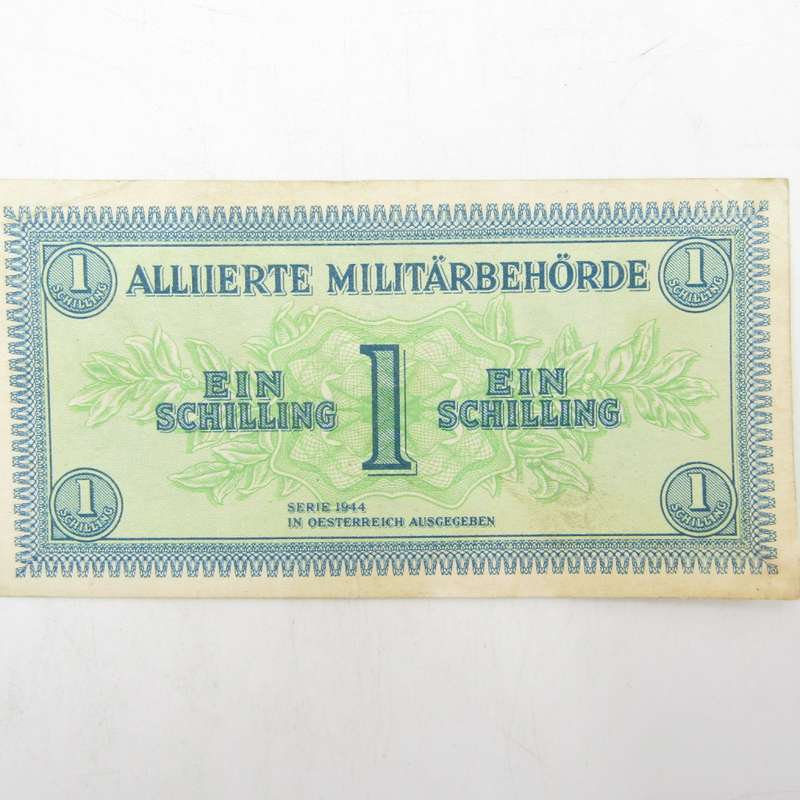 1 SCHILLING
1 SCHILLING
ALLIIERTE MILITÄRBEHÖRDE
EIN
SCHILLING
1
EIN
SCHILLING
SERIE 1944
IN OESTERREICH AUSGEGEBEN
1 SCHILLING
1 SCHILLING